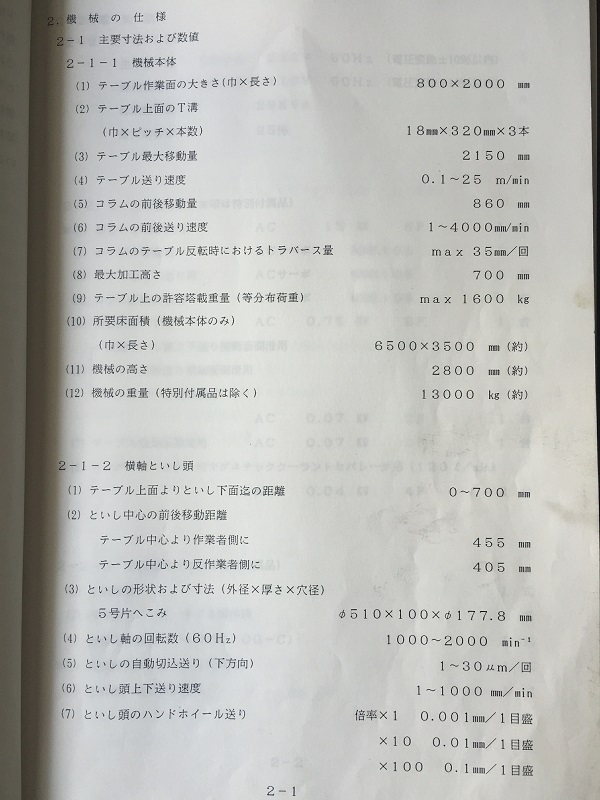 2. 機械の仕様
2-1 主要寸法および数値
2-1-1 機械本体
(1) テーブル作業面の大きさ(巾×長さ) 800×2000 mm
(2) テーブル上面のT溝
(巾×ピッチ×本数) 18mm×320mm×3本
(3) テーブル最大移動量 2150 mm
(4) テーブル送り速度 0.1~25 m/min
(5) コラムの前後移動量 860 mm
(6) コラムの前後送り速度 1~4000mm/min
(7) コラムのテーブル反転時におけるトラバース量 max 35mm/回
(8) 最大加工高さ 700 mm
(9) テーブル上の許容塔載重量(等分布荷重) max 1600 kg
(10) 所要床面積(機械本体のみ)
(巾×長さ) 6500×3500 mm(約)
(11) 機械の高さ 2800 mm(約)
(12) 機械の重量(特別付属品は除く) 13000 kg(約)
2-1-2 横軸といし頭
(1) テーブル上面よりといし下面迄の距離 0~700 mm
(2) といし中心の前後移動距離
テーブル中心より作業者側に 455 mm
テーブル中心より反作業者側に 405 mm
(3) といしの形状および寸法(外径×厚さ×穴径)
5号片へこみ φ510×100×φ177.8 mm
(4) といし軸の回転数(60Hz) 1000~2000 min⁻¹
(5) といしの自動切込送り(下方向) 1~30μm/回
(6) といし頭上下送り速度 1~1000 mm/min
(7) といし頭のハンドホイール送り 倍率×1 0.001mm/1目盛
×10 0.01mm/1目盛
×100 0.1mm/1目盛
2-1